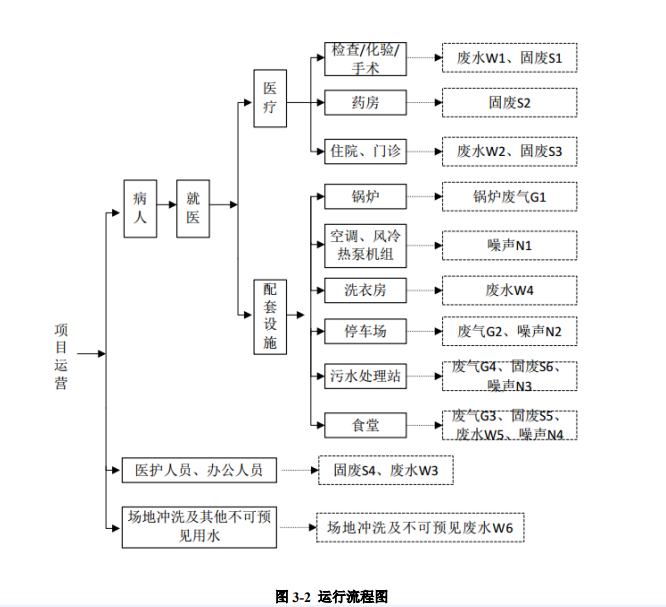 检查/化验/
手术
废水W1、固废S1
医
疗
药房
固废S2
住院、门诊
废水W2、固废S3
病
人
就
医
锅炉
锅炉废气G1
空调、风冷
热泵机组
噪声N1
配
套
设
施
洗衣房
废水W4
停车场
废气G2、噪声N2
项
目
运
营
污水处理站
废气G4、固废S6、
噪声N3
食堂
废气G3、固废S5、
废水W5、噪声N4
医护人员、办公人员
固废S4、废水W3
场地冲洗及其他不可预
见用水
场地冲洗及不可预见废水W6
图 3-2 运行流程图